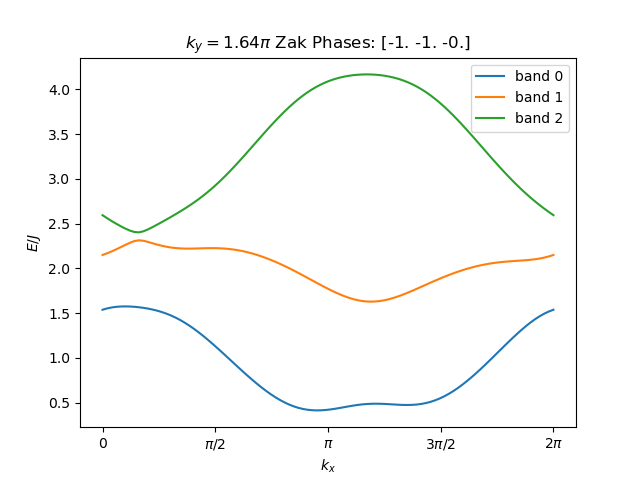 k_y = 1.64π Zak Phases: [-1. -1. -0.]
band 0
band 1
band 2
E/J
4.0
3.5
3.0
2.5
2.0
1.5
1.0
0.5
0 π/2 π 3π/2 2π
k_x